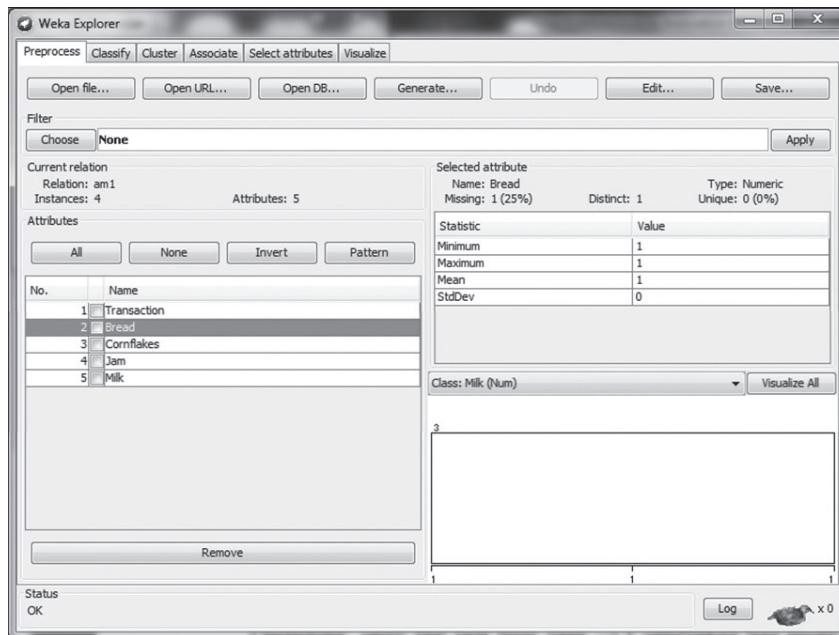 Weka Explorer
Preprocess Classify Cluster Associate Select attributes Visualize
Open file... Open URL... Open DB... Generate... Undo Edit... Save...
Filter
Choose None Apply
Current relation
Relation: am1
Instances: 4 Attributes: 5
Attributes
All None Invert Pattern
No. Name
1 Transaction
2 Bread
3 Cornflakes
4 Jam
5 Milk
Remove
Selected attribute
Name: Bread Type: Numeric
Missing: 1 (25%) Distinct: 1 Unique: 0 (0%)
Statistic Value
Minimum 1
Maximum 1
Mean 1
StdDev 0
Class: Milk (Num) Visualize All
3
1 1 1
Status
OK
Log x 0